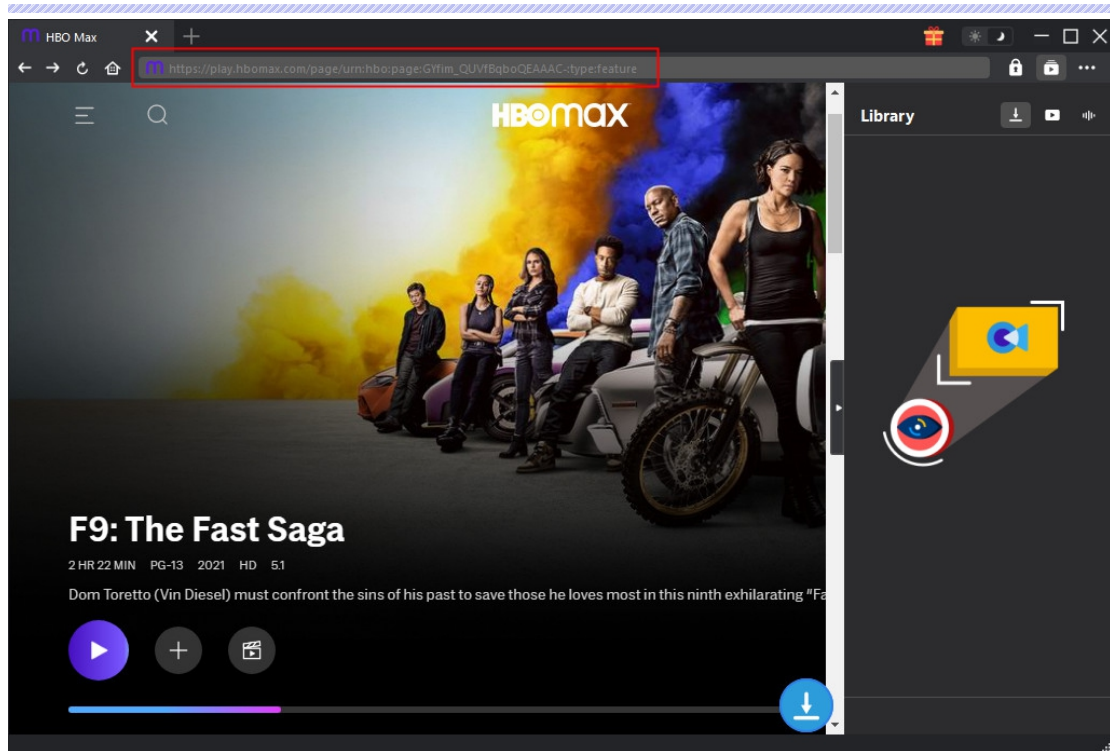 HBO Max
https://play.hbomax.com/page/urn:hbo:page:GYfim_QUVfBqboQEAAAC-:type:feature
HBOmax
Library
F9: The Fast Saga
2 HR 22 MIN PG-13 2021 HD 5.1
Dom Toretto (Vin Diesel) must confront the sins of his past to save those he loves most in this ninth exhilarating "Fa